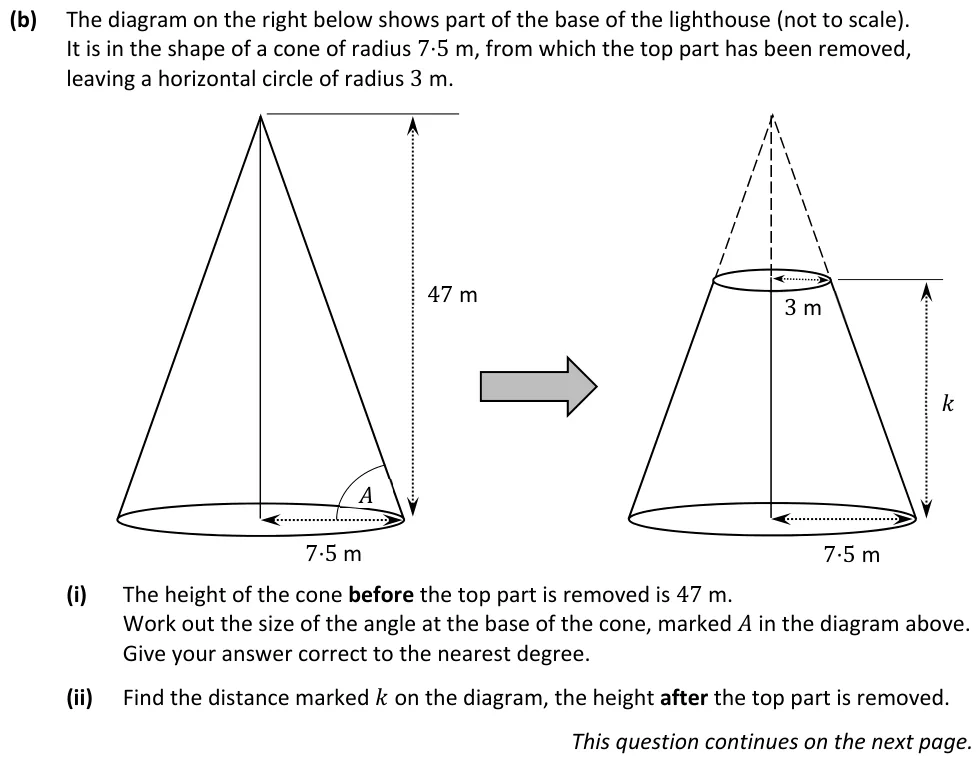 (b) The diagram on the right below shows part of the base of the lighthouse (not to scale).
It is in the shape of a cone of radius 7·5 m, from which the top part has been removed,
leaving a horizontal circle of radius 3 m.
47 m
3 m
k
A
7·5 m
7·5 m
(i) The height of the cone before the top part is removed is 47 m.
Work out the size of the angle at the base of the cone, marked A in the diagram above.
Give your answer correct to the nearest degree.
(ii) Find the distance marked k on the diagram, the height after the top part is removed.
This question continues on the next page.